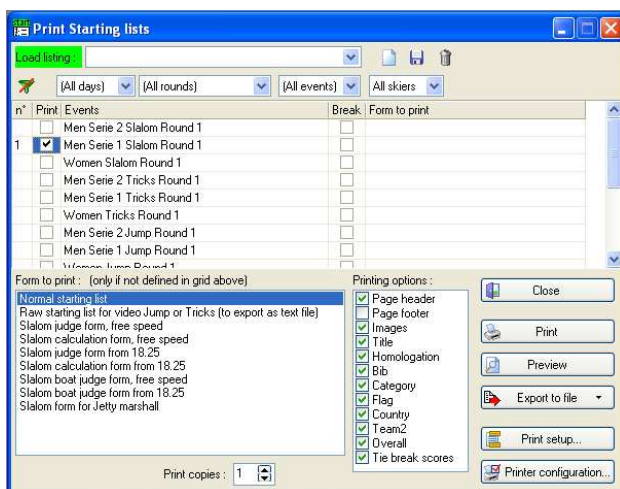 Print Starting lists
Load listing :
(All days) (All rounds) (All events) All skiers
n° Print Events Break Form to print
Men Serie 2 Slalom Round 1
1 Men Serie 1 Slalom Round 1
Women Slalom Round 1
Men Serie 2 Tricks Round 1
Men Serie 1 Tricks Round 1
Women Tricks Round 1
Men Serie 2 Jump Round 1
Men Serie 1 Jump Round 1
Women Jump Round 1
Form to print : (only if not defined in grid above)
Normal starting list
Raw starting list for video Jump or Tricks (to export as text file)
Slalom judge form, free speed
Slalom calculation form, free speed
Slalom judge form from 18.25
Slalom calculation form from 18.25
Slalom boat judge form, free speed
Slalom boat judge form from 18.25
Slalom form for Jetty marshall
Print copies : 1
Printing options :
Page header
Page footer
Images
Title
Homologation
Bib
Category
Flag
Country
Team2
Overall
Tie break scores
Close
Print
Preview
Export to file
Print setup...
Printer configuration...